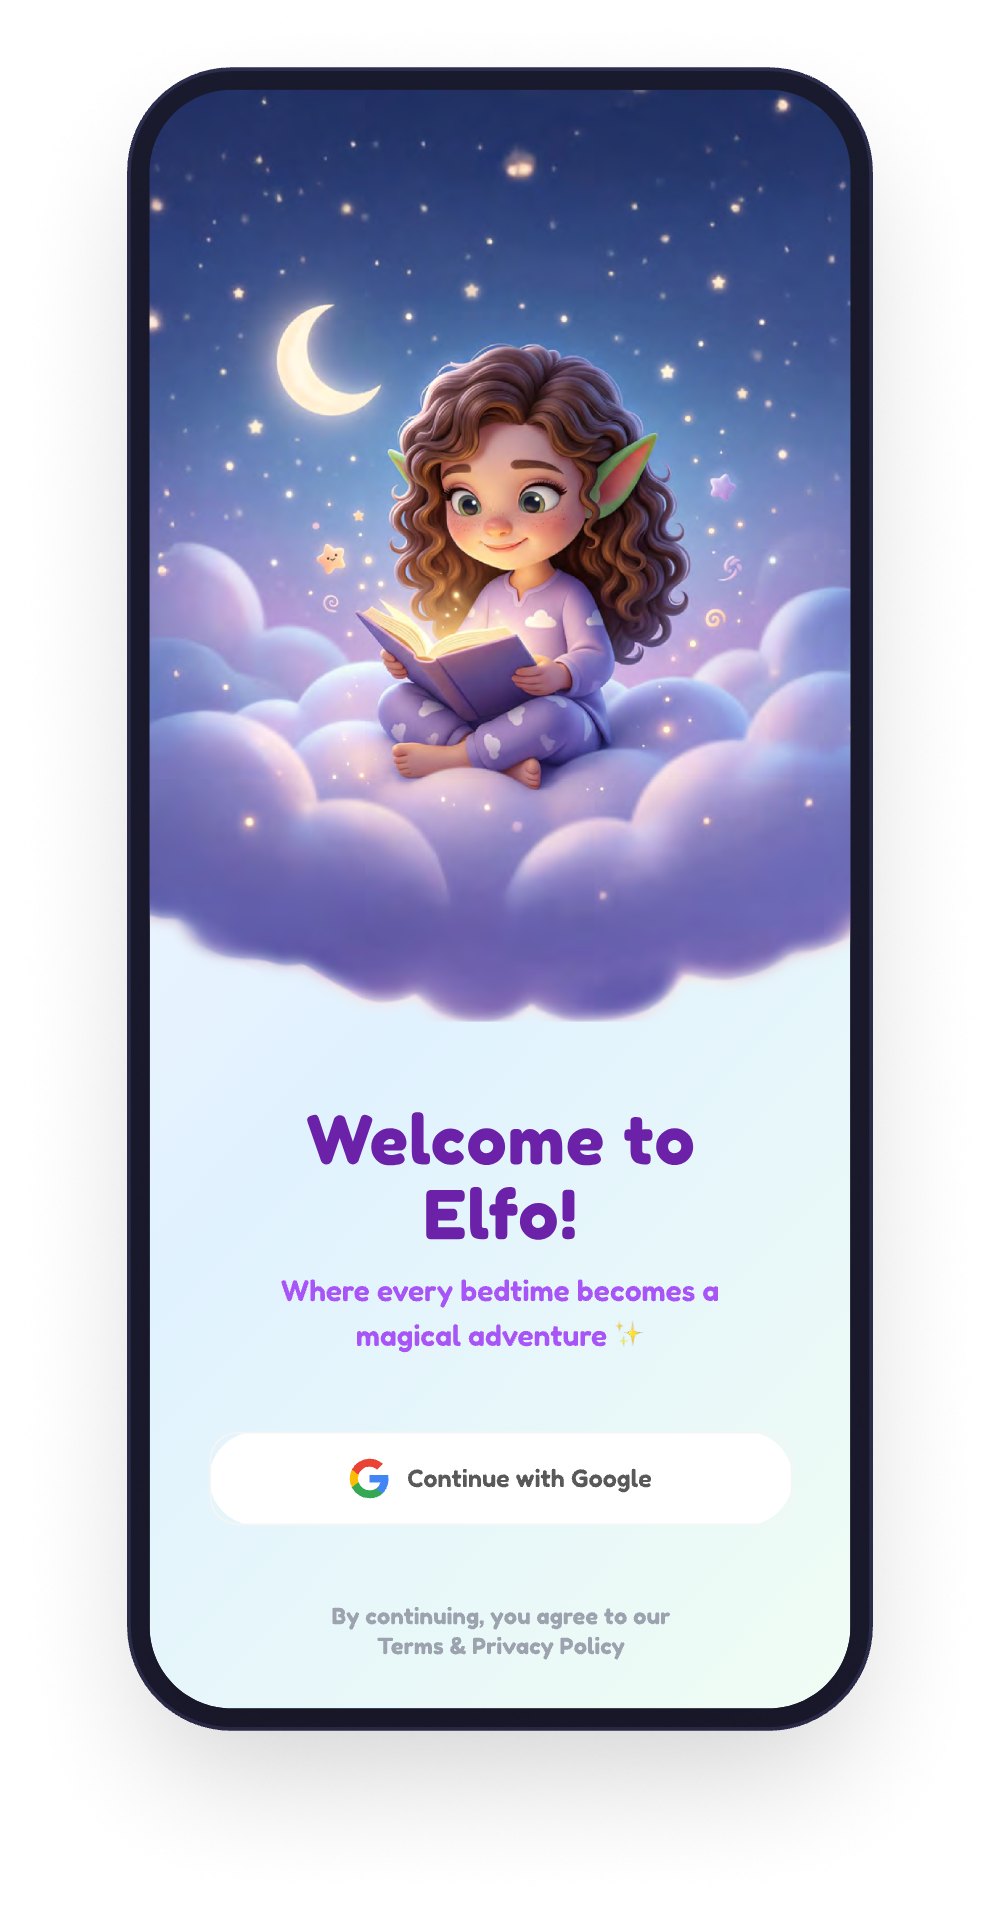 Welcome to
Elfo!
Where every bedtime becomes a
magical adventure ✨
Continue with Google
By continuing, you agree to our
Terms & Privacy Policy